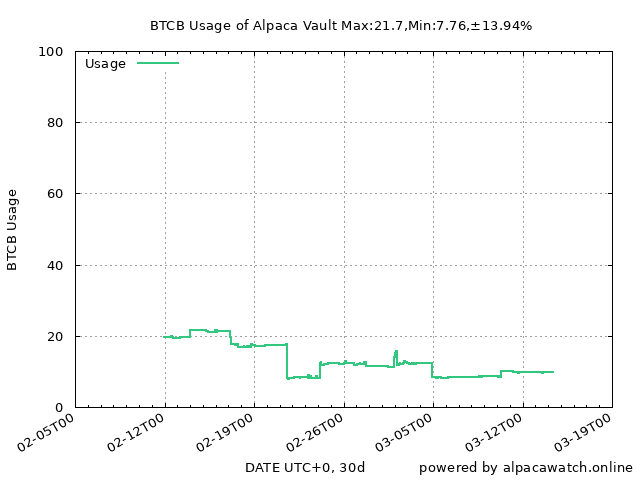 BTCB Usage of Alpaca Vault Max:21.7,Min:7.76,±13.94%
Usage
100
80
60
40
20
0
BTCB Usage
02-05T00
02-12T00
02-19T00
02-26T00
03-05T00
03-12T00
03-19T00
DATE UTC+0, 30d
powered by alpacawatch.online